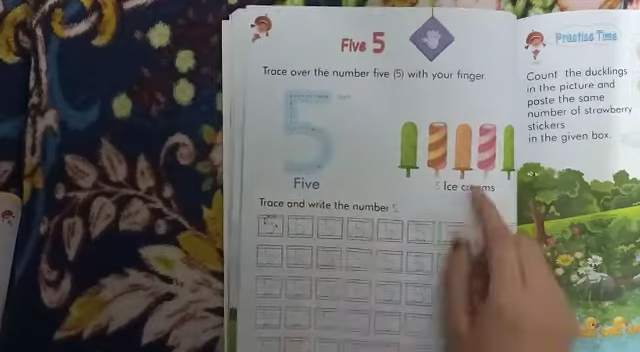 Five 5
Trace over the number five (5) with your finger
5
Five
5 Ice creams
Trace and write the number 5.
Practise Time
Count the ducklings
in the picture and
paste the same
number of strawberry
stickers
in the given box.